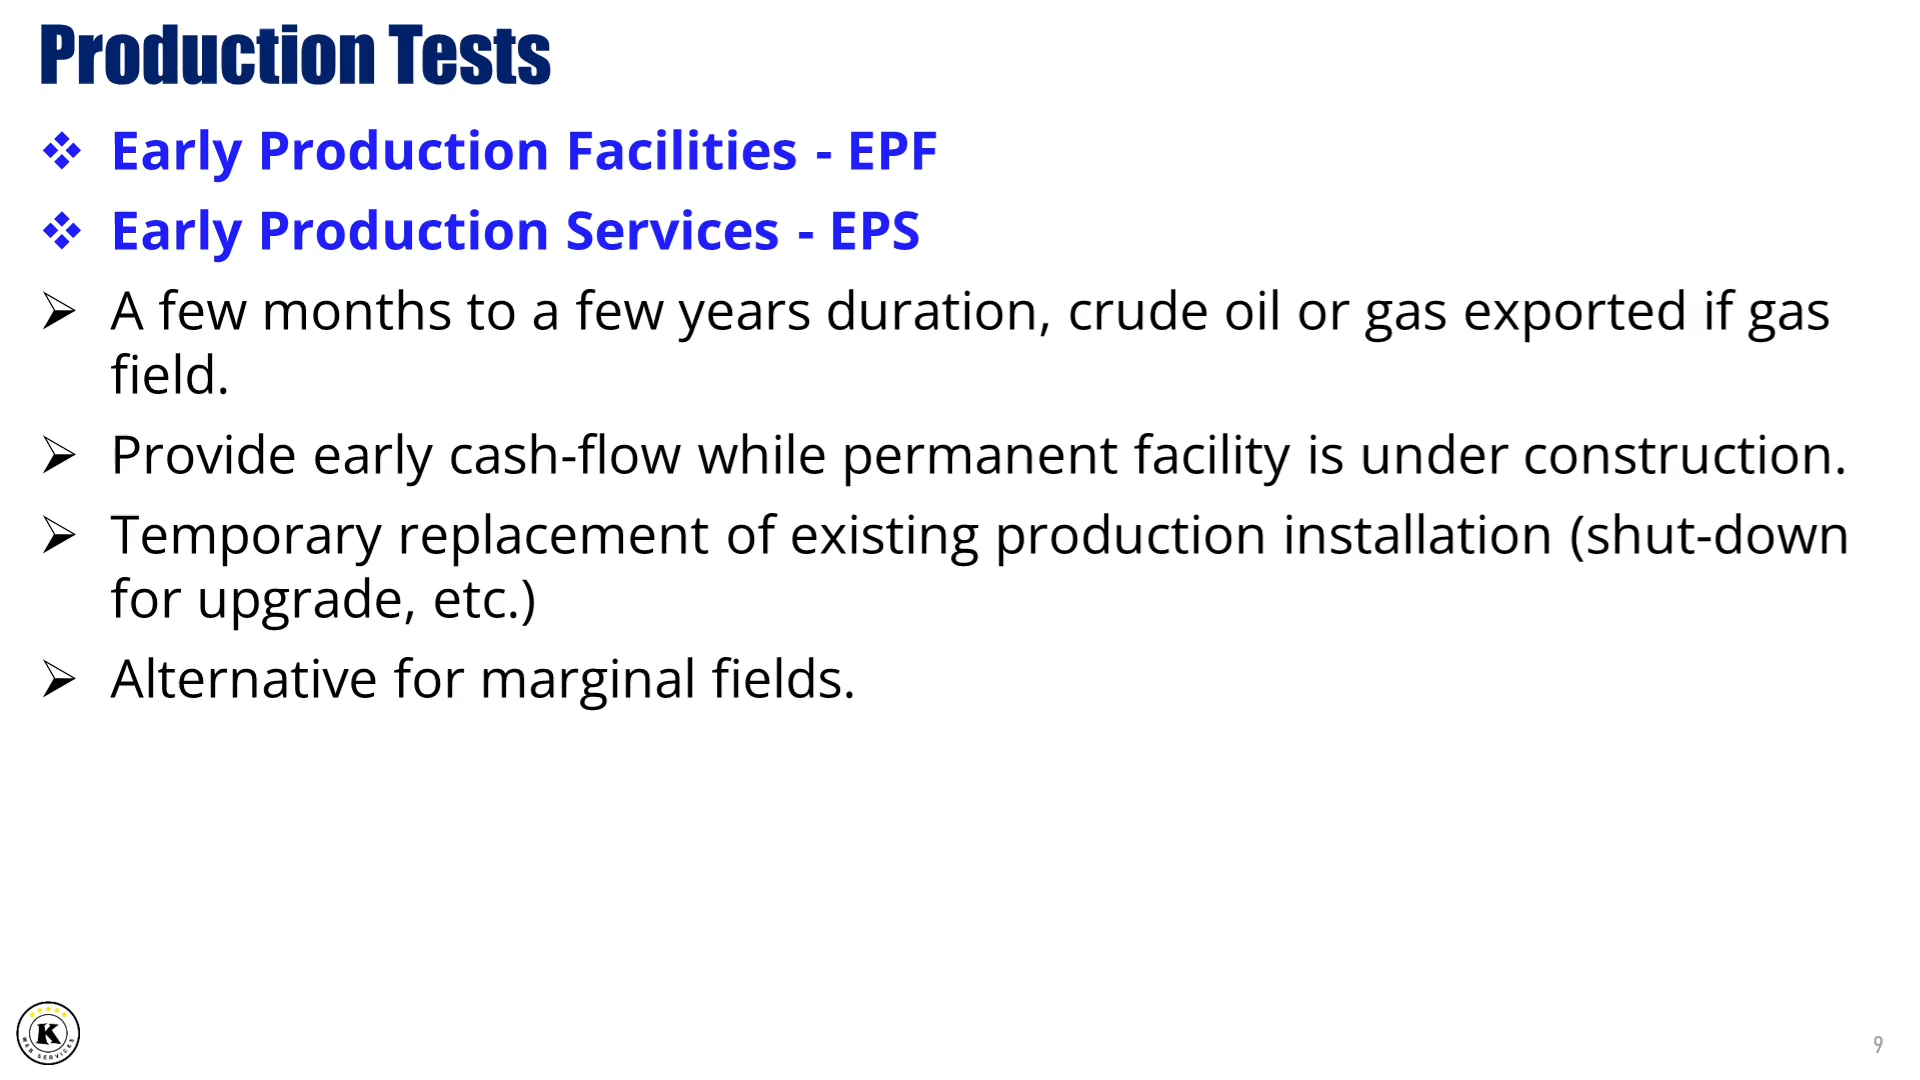 Production Tests
❖ Early Production Facilities - EPF
❖ Early Production Services - EPS
➢ A few months to a few years duration, crude oil or gas exported if gas
field.
➢ Provide early cash-flow while permanent facility is under construction.
➢ Temporary replacement of existing production installation (shut-down
for upgrade, etc.)
➢ Alternative for marginal fields.
K
WEB SERVICES
9